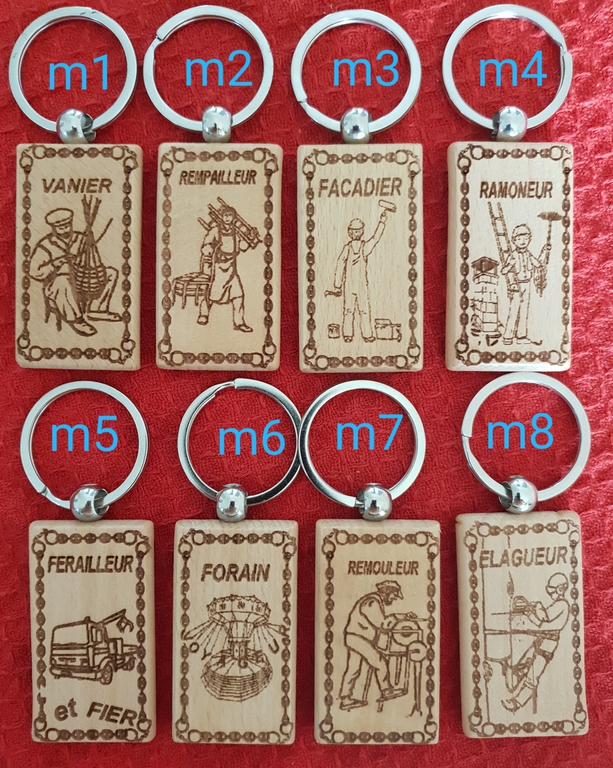 m1
m2
m3
m4
VANIER
REMPAILLEUR
FACADIER
RAMONEUR
m5
m6
m7
m8
FERAILLEUR
et FIER
FORAIN
REMOULEUR
ELAGUEUR